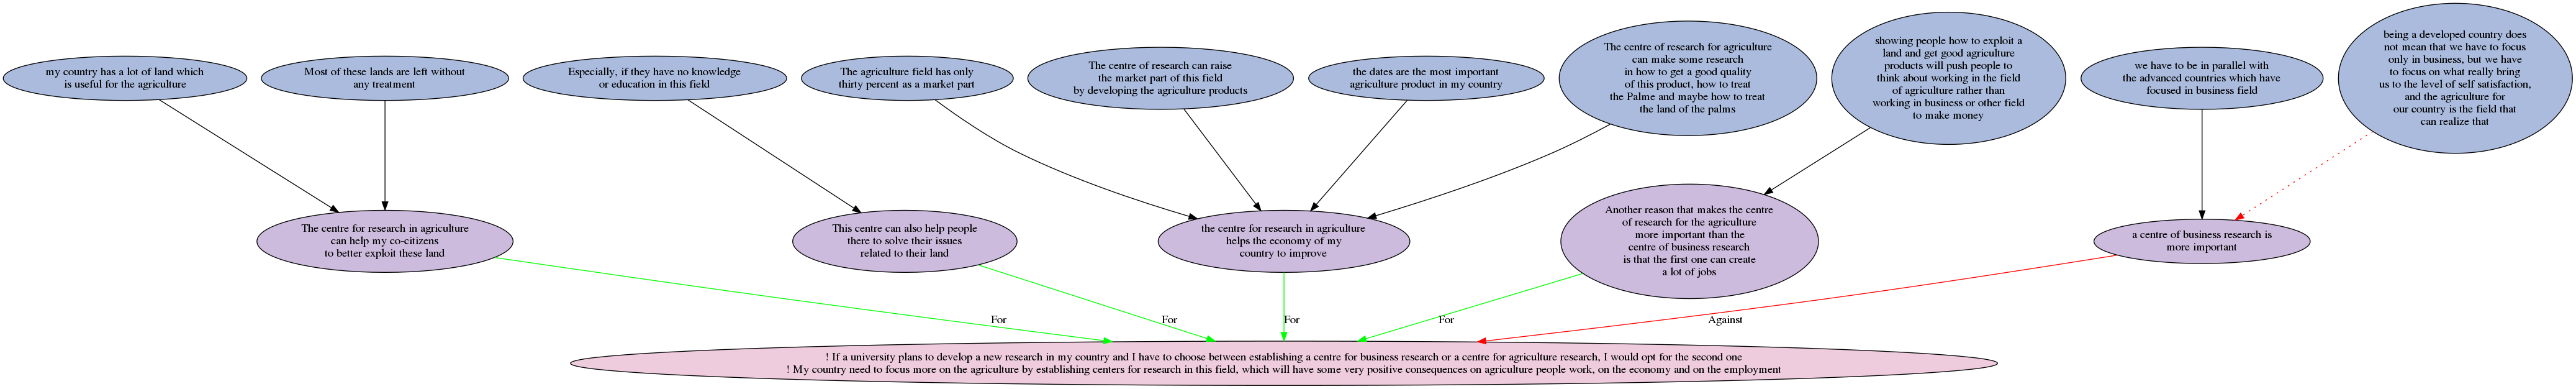 my country has a lot of land which
is useful for the agriculture
Most of these lands are left without
any treatment
Especially, if they have no knowledge
or education in this field
The agriculture field has only
thirty percent as a market part
The centre of research can raise
the market part of this field
by developing the agriculture products
the dates are the most important
agriculture product in my country
The centre of research for agriculture
can make some research
in how to get a good quality
of this product, how to treat
the Palme and maybe how to treat
the land of the palms
showing people how to exploit a
land and get good agriculture
products will push people to
think about working in the field
of agriculture rather than
working in business or other field
to make money
we have to be in parallel with
the advanced countries which have
focused in business field
being a developed country does
not mean that we have to focus
only in business, but we have
to focus on what really bring
us to the level of self satisfaction,
and the agriculture for
our country is the field that
can realize that
The centre for research in agriculture
can help my co-citizens
to better exploit these land
This centre can also help people
there to solve their issues
related to their land
the centre for research in agriculture
helps the economy of my
country to improve
Another reason that makes the centre
of research for the agriculture
more important than the
centre of business research
is that the first one can create
a lot of jobs
a centre of business research is
more important
For
For
For
For
Against
! If a university plans to develop a new research in my country and I have to choose between establishing a centre for business research or a centre for agriculture research, I would opt for the second one
! My country need to focus more on the agriculture by establishing centers for research in this field, which will have some very positive consequences on agriculture people work, on the economy and on the employment